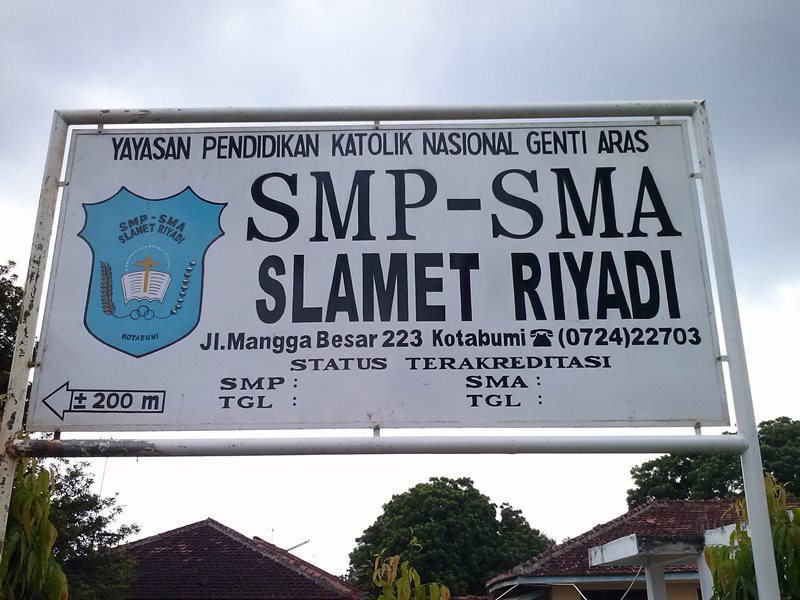 YAYASAN PENDIDIKAN KATOLIK NASIONAL GENTI ARAS
SMP-SMA
SLAMET RIYADI
SMP-SMA
SLAMET RIYADI
KOTABUMI
Jl.Mangga Besar 223 Kotabumi ☎ (0724)22703
STATUS TERAKREDITASI
SMP : SMA :
TGL : TGL :
± 200 m